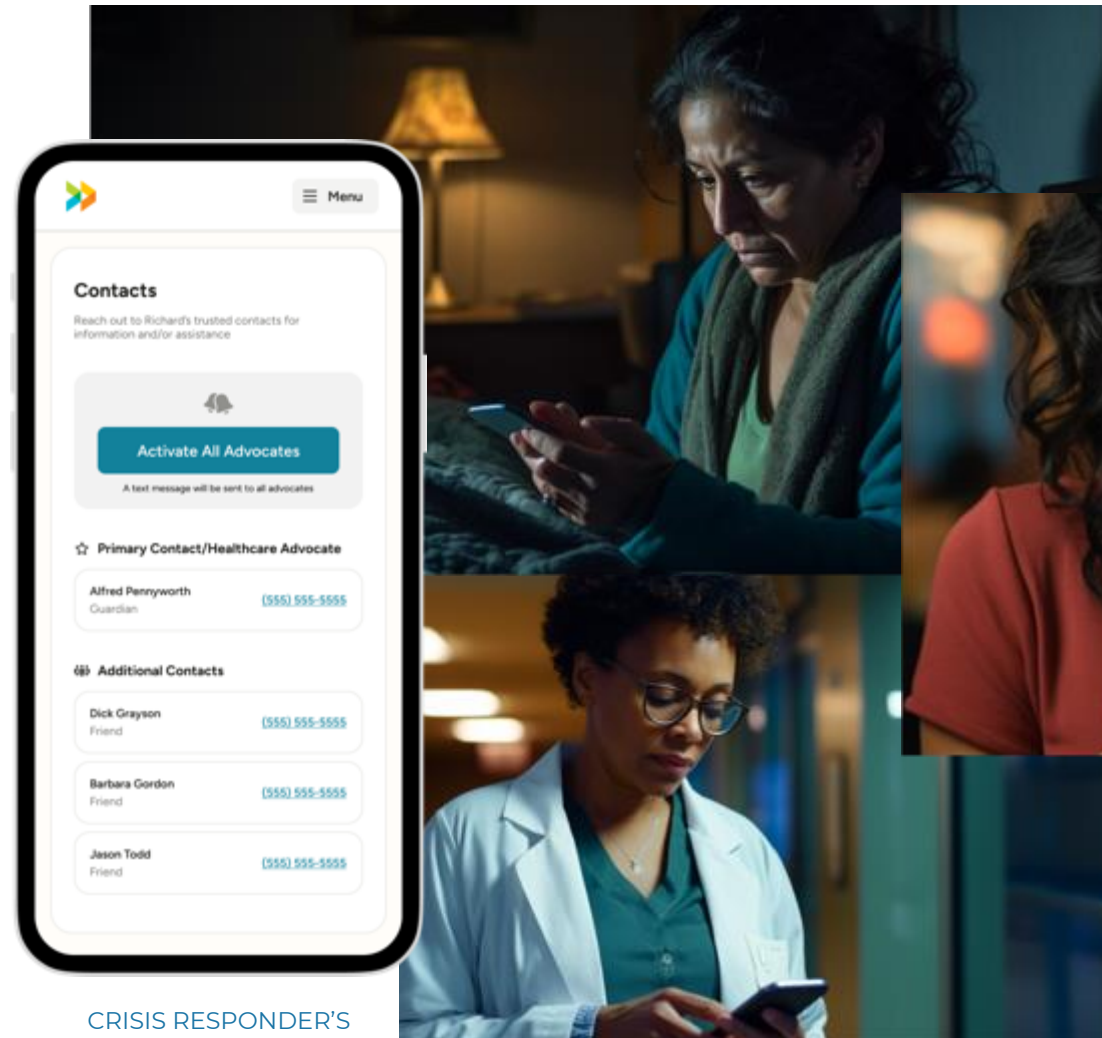 Menu
Contacts
Reach out to Richard's trusted contacts for
information and/or assistance
Activate All Advocates
A text message will be sent to all advocates
Primary Contact/Healthcare Advocate
Alfred Pennyworth
(555) 555-5555
Guardian
Additional Contacts
Dick Grayson
(555) 555-5555
Friend
Barbara Gordon
(555) 555-5555
Friend
Jason Todd
(555) 555-5555
Friend
CRISIS RESPONDER’S